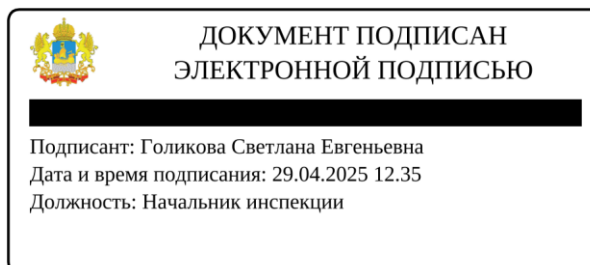 ДОКУМЕНТ ПОДПИСАН
ЭЛЕКТРОННОЙ ПОДПИСЬЮ
Подписант: Голикова Светлана Евгеньевна
Дата и время подписания: 29.04.2025 12.35
Должность: Начальник инспекции